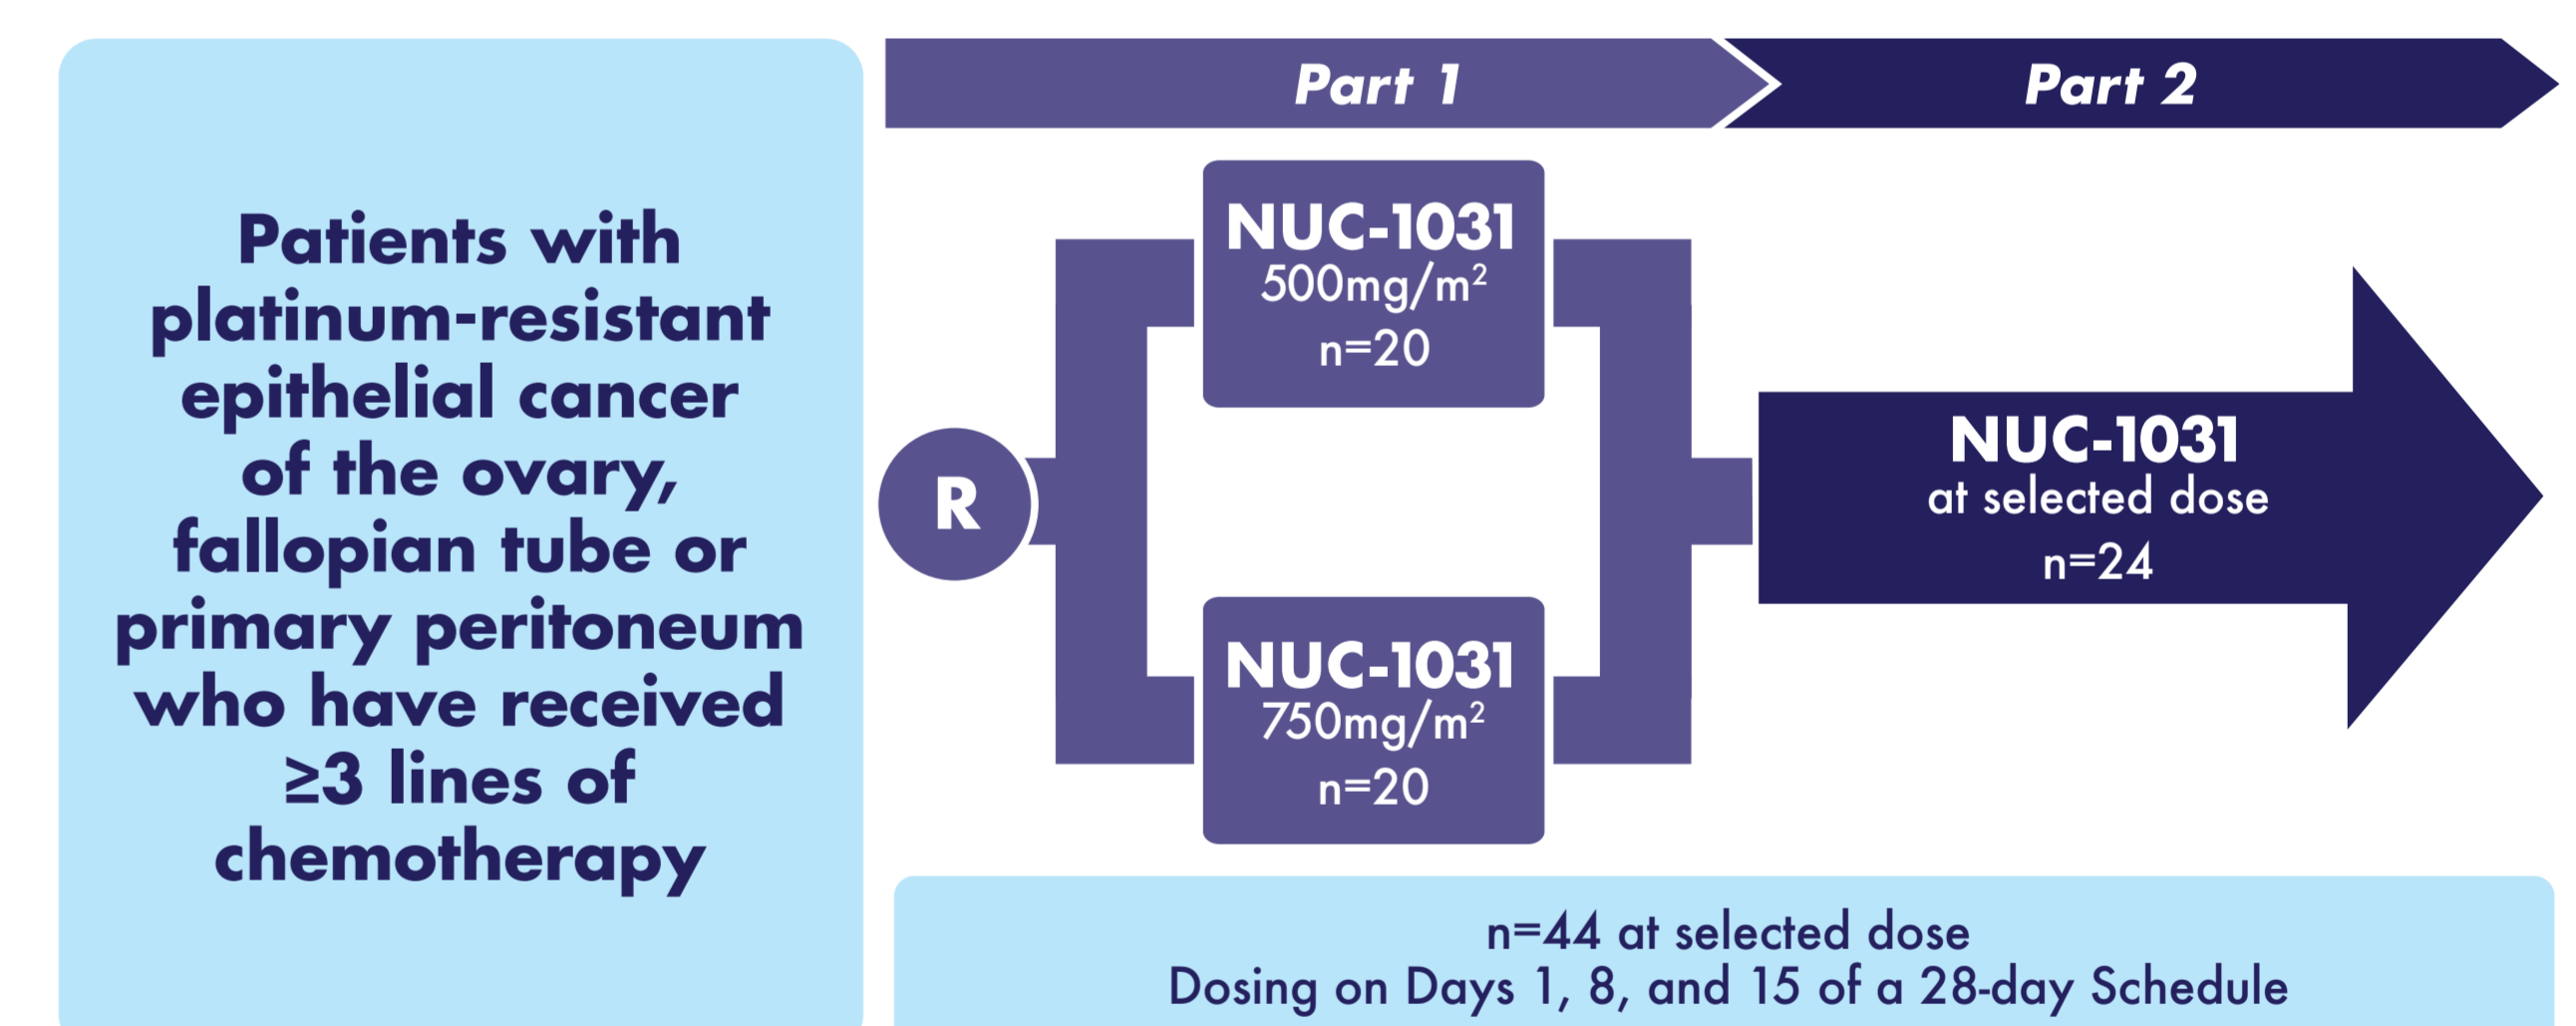 Patients with
platinum-resistant
epithelial cancer
of the ovary,
fallopian tube or
primary peritoneum
who have received
≥3 lines of
chemotherapy
Part 1
Part 2
R
NUC-1031
500mg/m²
n=20
NUC-1031
750mg/m²
n=20
NUC-1031
at selected dose
n=24
n=44 at selected dose
Dosing on Days 1, 8, and 15 of a 28-day Schedule